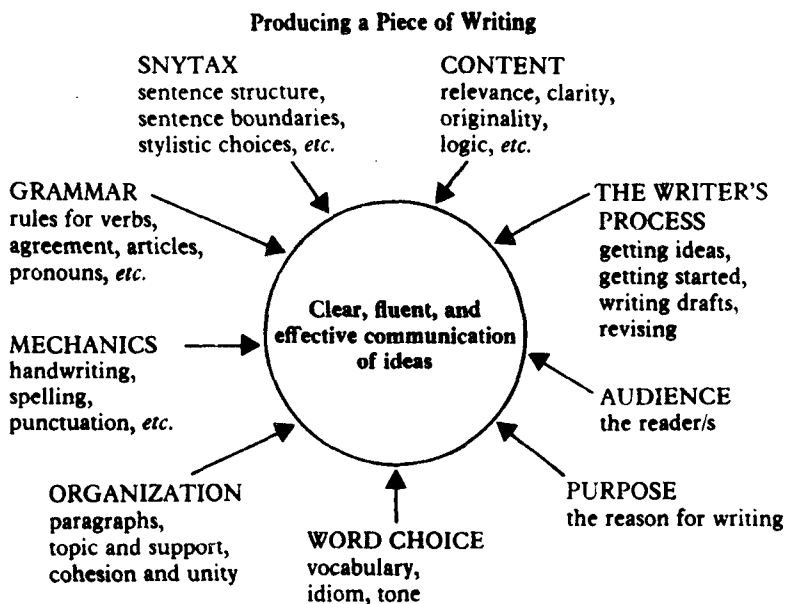 Producing a Piece of Writing
SNYTAX
sentence structure,
sentence boundaries,
stylistic choices, etc.
CONTENT
relevance, clarity,
originality,
logic, etc.
GRAMMAR
rules for verbs,
agreement, articles,
pronouns, etc.
THE WRITER'S
PROCESS
getting ideas,
getting started,
writing drafts,
revising
Clear, fluent, and
effective communication
of ideas
MECHANICS
handwriting,
spelling,
punctuation, etc.
AUDIENCE
the reader/s
ORGANIZATION
paragraphs,
topic and support,
cohesion and unity
WORD CHOICE
vocabulary,
idiom, tone
PURPOSE
the reason for writing